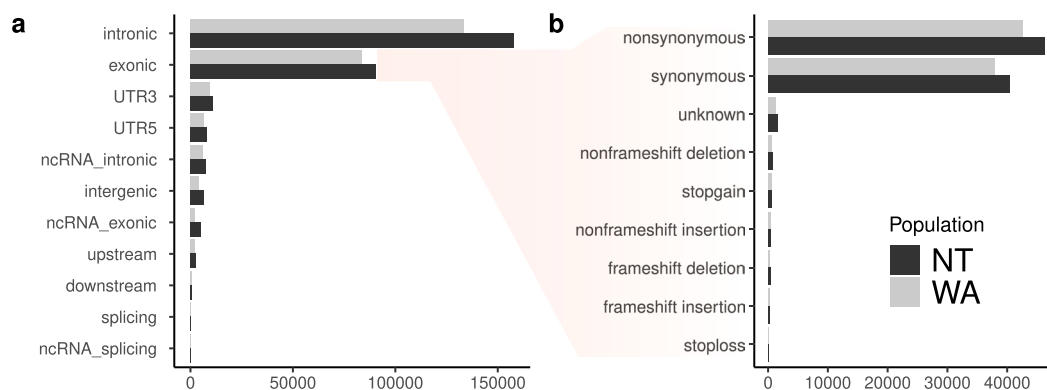 a
intronic
exonic
UTR3
UTR5
ncRNA_intronic
intergenic
ncRNA_exonic
upstream
downstream
splicing
ncRNA_splicing
0 50000 100000 150000
b
nonsynonymous
synonymous
unknown
nonframeshift deletion
stopgain
nonframeshift insertion
frameshift deletion
frameshift insertion
stoploss
0 10000 20000 30000 40000
Population
NT
WA